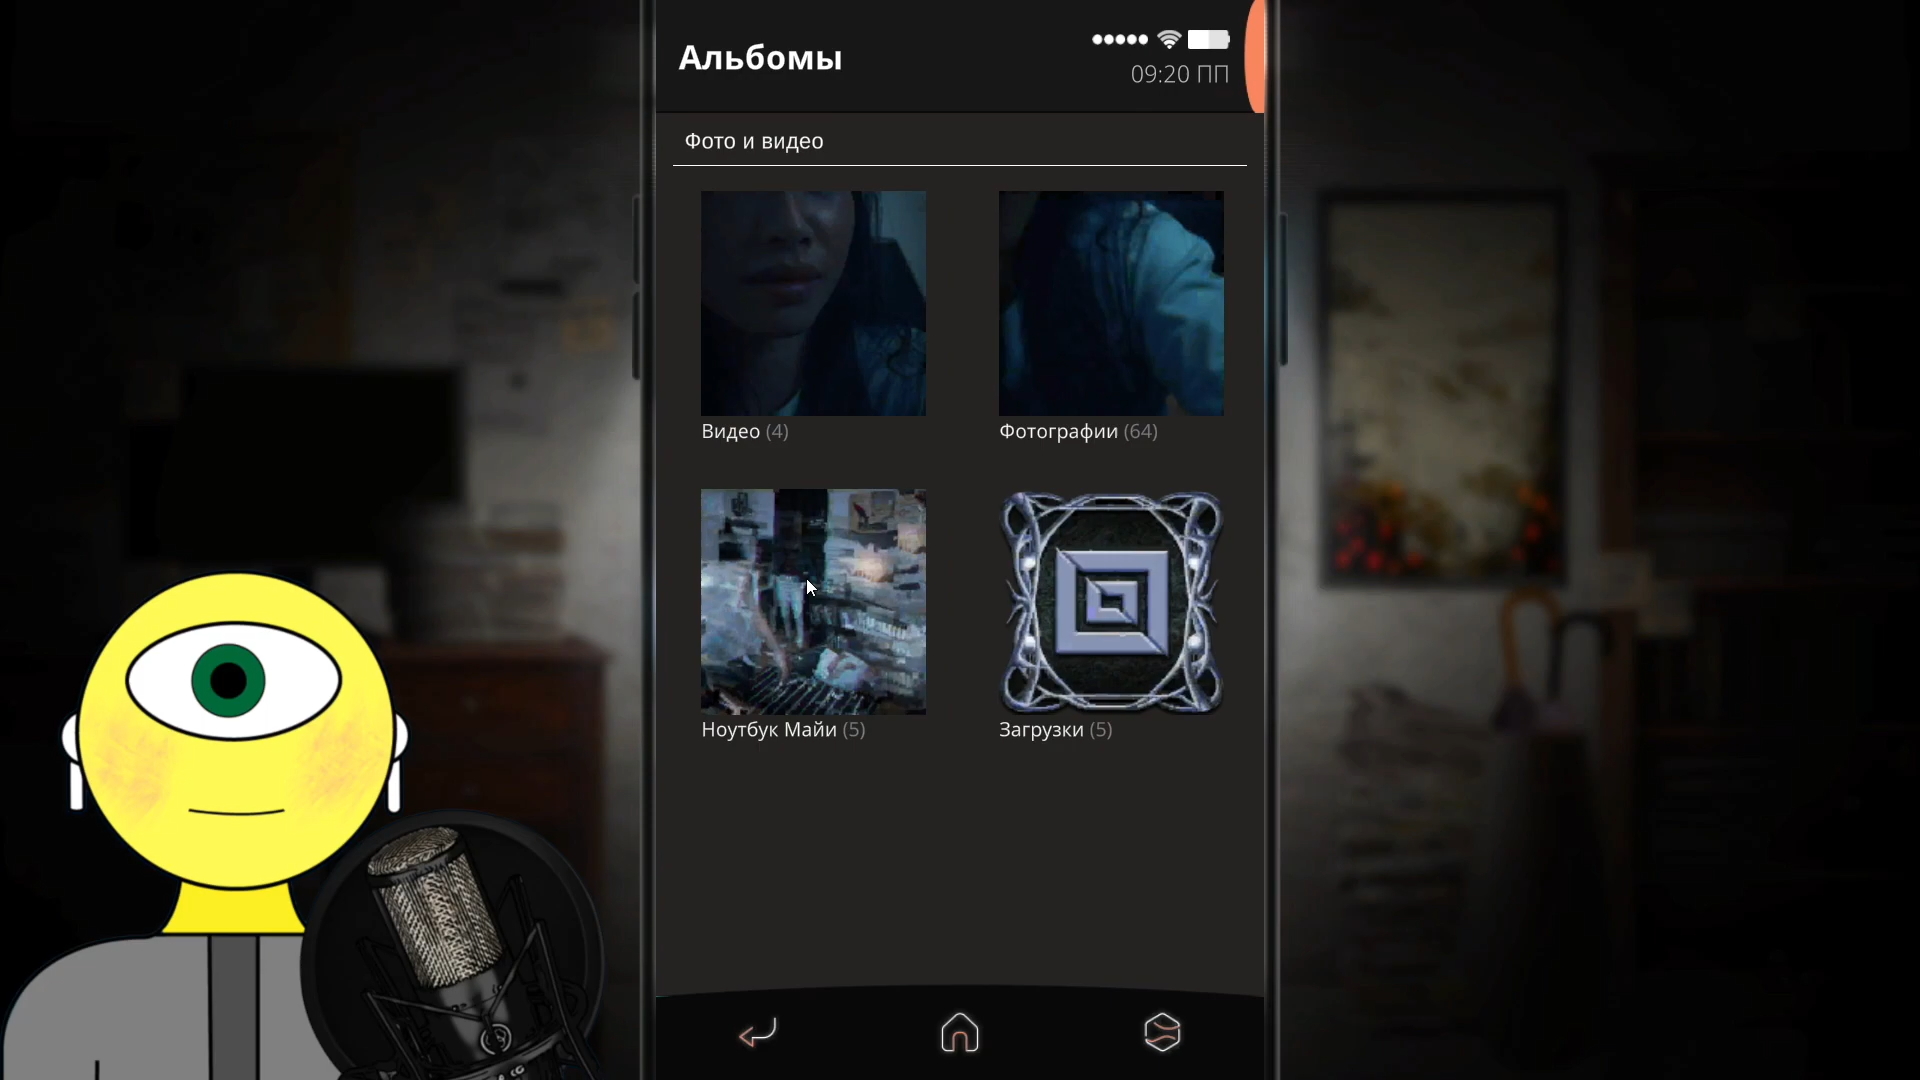 Альбомы
09:20 ПП
Фото и видео
Видео (4)
Фотографии (64)
Ноутбук Майи (5)
Загрузки (5)